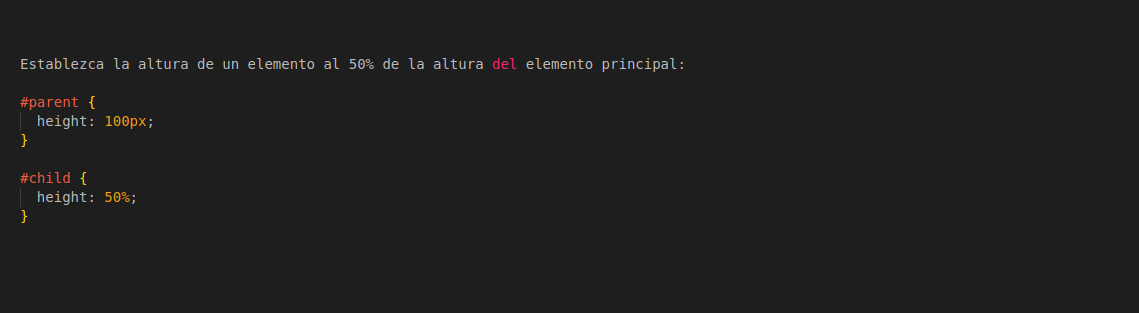 Establezca la altura de un elemento al 50% de la altura del elemento principal:
#parent {
height: 100px;
}
#child {
height: 50%;
}